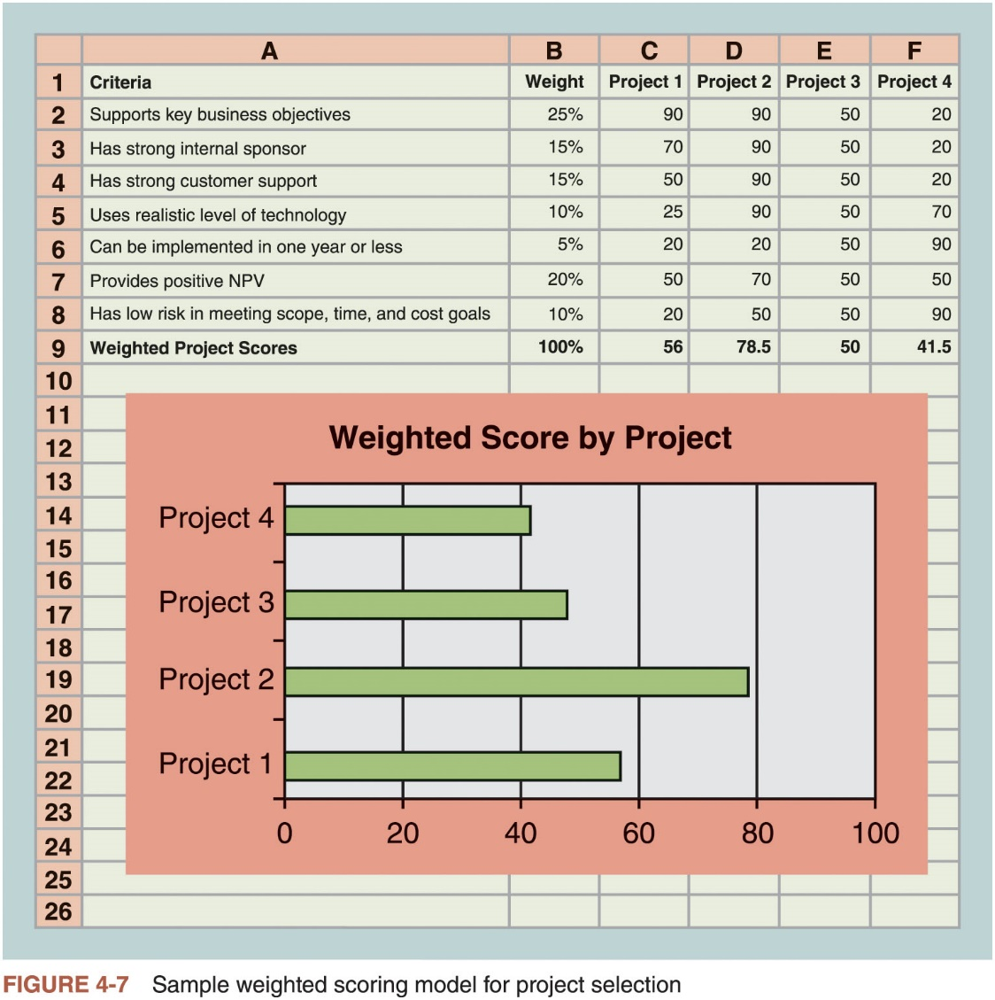 A B C D E F
1 Criteria Weight Project 1 Project 2 Project 3 Project 4
2 Supports key business objectives 25% 90 90 50 20
3 Has strong internal sponsor 15% 70 90 50 20
4 Has strong customer support 15% 50 90 50 20
5 Uses realistic level of technology 10% 25 90 50 70
6 Can be implemented in one year or less 5% 20 20 50 90
7 Provides positive NPV 20% 50 70 50 50
8 Has low risk in meeting scope, time, and cost goals 10% 20 50 50 90
9 Weighted Project Scores 100% 56 78.5 50 41.5
10
11
12 Weighted Score by Project
13
14 Project 4
15
16
17 Project 3
18
19 Project 2
20
21
22 Project 1
23
24 0 20 40 60 80 100
25
26
FIGURE 4-7 Sample weighted scoring model for project selection